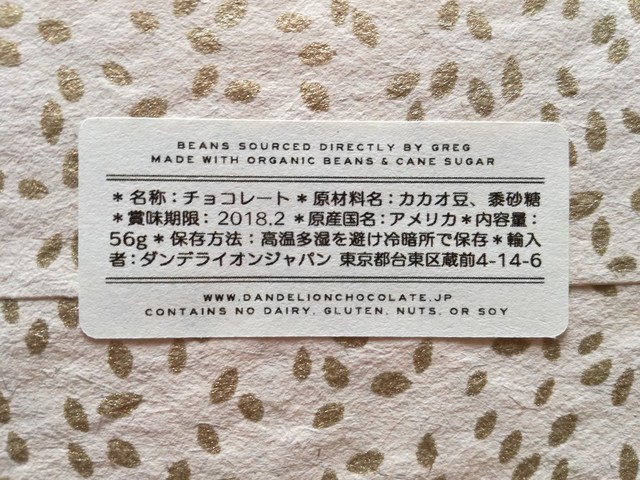 BEANS SOURCED DIRECTLY BY GREG
MADE WITH ORGANIC BEANS & CANE SUGAR
＊名称：チョコレート＊原材料名：カカオ豆、黍砂糖
＊賞味期限：2018.2＊原産国名：アメリカ＊内容量：
56g＊保存方法：高温多湿を避け冷暗所で保存＊輸入
者：ダンデライオンジャパン 東京都台東区蔵前4-14-6
WWW.DANDELIONCHOCOLATE.JP
CONTAINS NO DAIRY, GLUTEN, NUTS, OR SOY